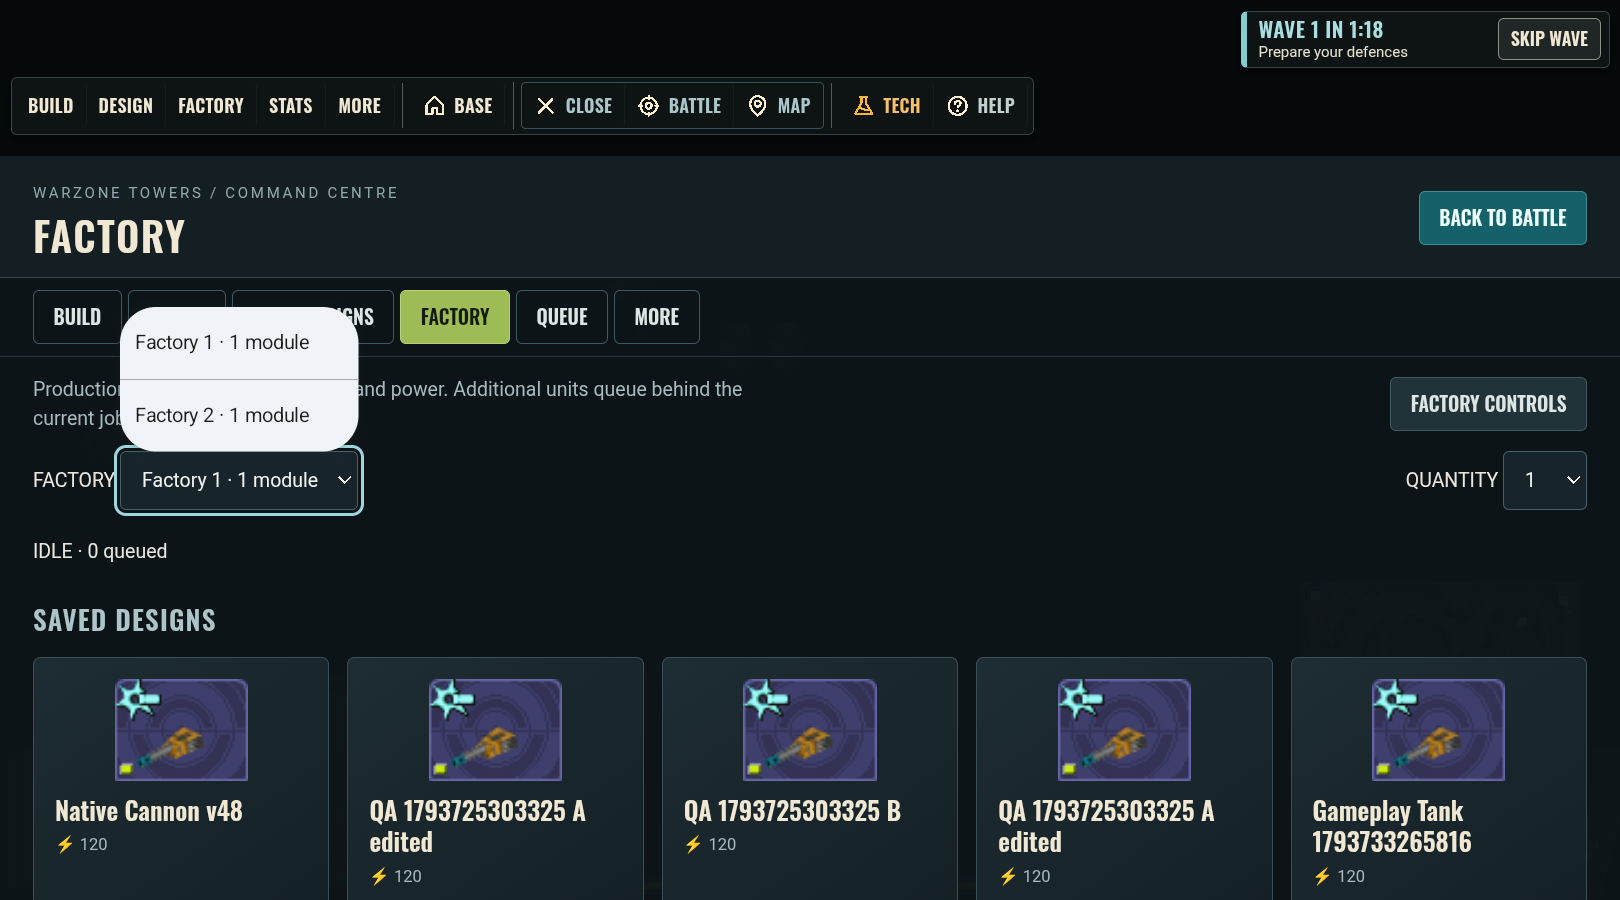 WAVE 1 IN 1:18
Prepare your defences
SKIP WAVE
BUILD DESIGN FACTORY STATS MORE BASE CLOSE BATTLE MAP TECH HELP
WARZONE TOWERS / COMMAND CENTRE
FACTORY
BACK TO BATTLE
BUILD FACTORY QUEUE MORE
Factory 1 · 1 module
Factory 2 · 1 module
and power. Additional units queue behind the
current
FACTORY CONTROLS
FACTORY Factory 1 · 1 module
QUANTITY 1
IDLE · 0 queued
SAVED DESIGNS
Native Cannon v48
⚡ 120
QA 1793725303325 A
edited
⚡ 120
QA 1793725303325 B
⚡ 120
QA 1793725303325 A
edited
⚡ 120
Gameplay Tank
1793733265816
⚡ 120